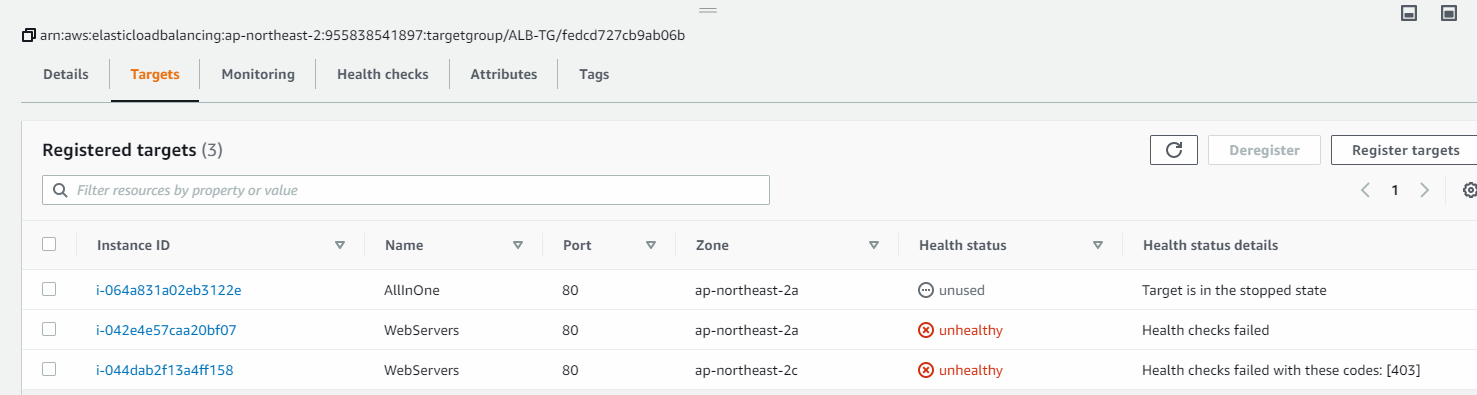 arn:aws:elasticloadbalancing:ap-northeast-2:955838541897:targetgroup/ALB-TG/fedcd727cb9ab06b
Details Targets Monitoring Health checks Attributes Tags
Registered targets (3) Deregister Register targets
Filter resources by property or value 1
Instance ID Name Port Zone Health status Health status details
i-064a831a02eb3122e AllInOne 80 ap-northeast-2a unused Target is in the stopped state
i-042e4e57caa20bf07 WebServers 80 ap-northeast-2a unhealthy Health checks failed
i-044dab2f13a4ff158 WebServers 80 ap-northeast-2c unhealthy Health checks failed with these codes: [403]